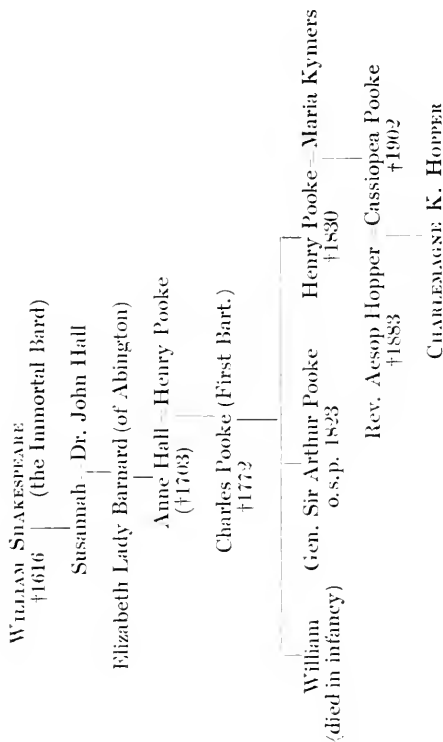 WILLIAM SHAKESPEARE
†1616 (the Immortal Bard)
Susannah – Dr. John Hall
Elizabeth Lady Barnard (of Abington)
Anne Hall – Henry Pooke
(†1703)
Charles Pooke (First Bart.)
†1772
William
(died in infancy)
Gen. Sir Arthur Pooke
o.s.p. 1823
Henry Pooke – Maria Kymers
†1830
Rev. Aesop Hopper – Cassiopea Pooke
†1883 †1902
CHARLEMAGNE K. HOPPER